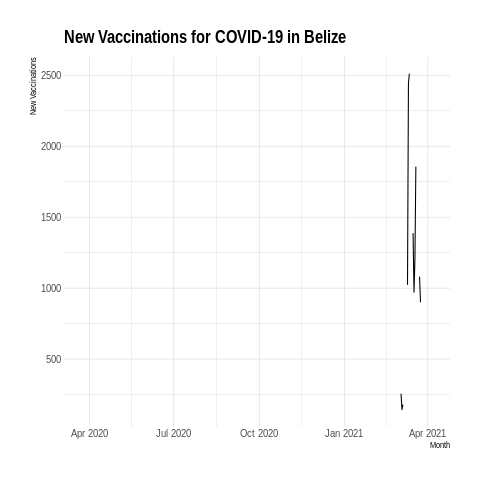 New Vaccinations for COVID-19 in Belize
New Vaccinations
2500
2000
1500
1000
500
Apr 2020
Jul 2020
Oct 2020
Jan 2021
Apr 2021
Month